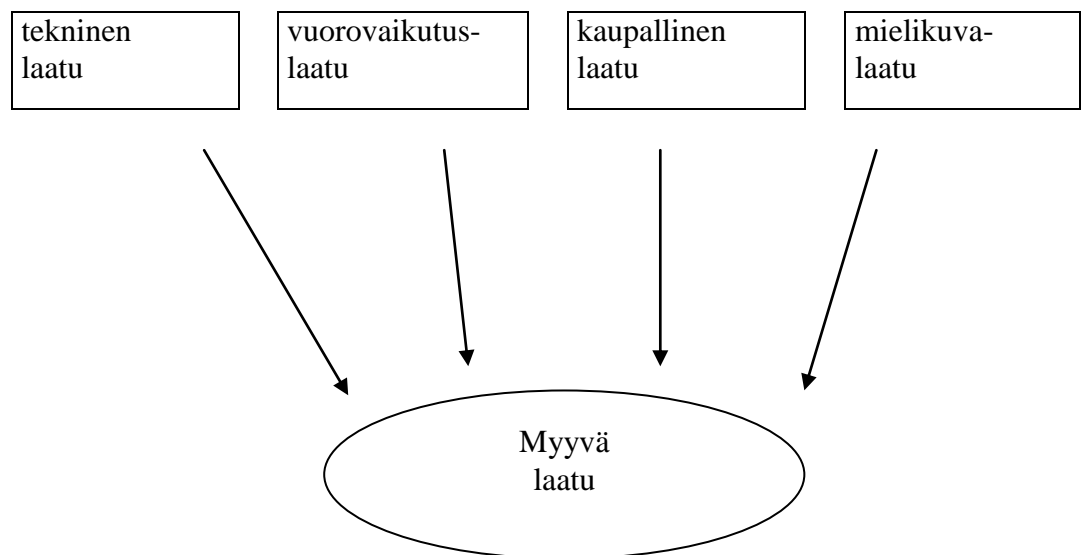 tekninen
laatu
vuorovaikutus-
laatu
kaupallinen
laatu
mielikuva-
laatu
Myyvä
laatu